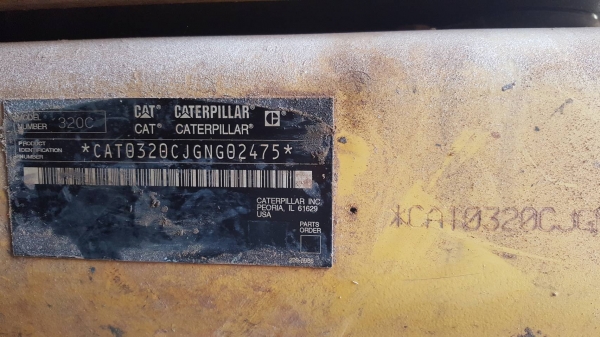 CAT® CATERPILLAR®
MODEL NUMBER 320C
CAT® CATERPILLAR®
PRODUCT IDENTIFICATION NUMBER
*CAT0320CJGNG02475*
CATERPILLAR INC.
PEORIA, IL 61629
USA
PARTS ORDER
*CAT0320CJG